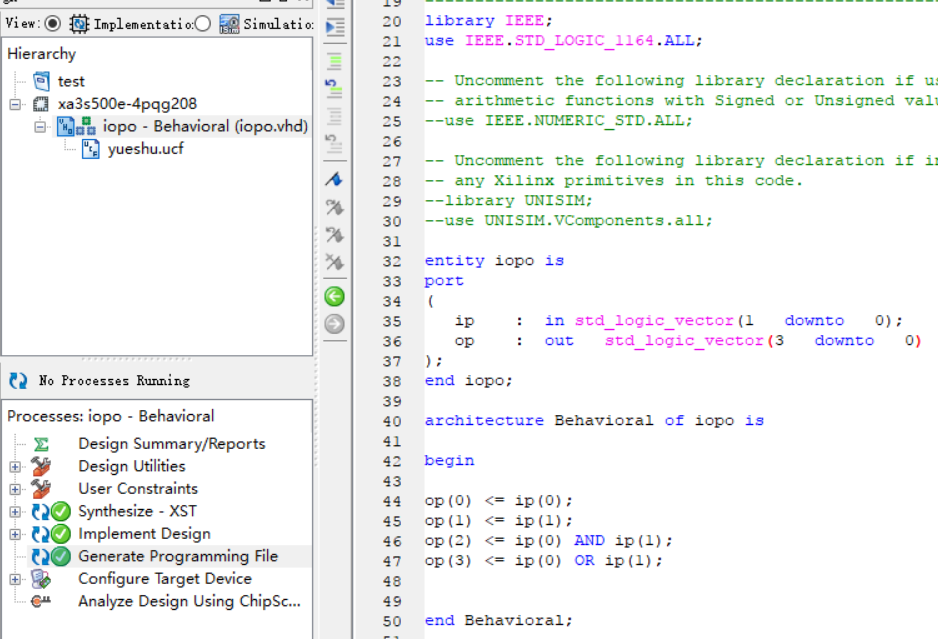 View: Implementatio: Simulatio:
Hierarchy
test
xa3s500e-4pqg208
iopo - Behavioral (iopo.vhd)
yueshu.ucf
No Processes Running
Processes: iopo - Behavioral
Design Summary/Reports
Design Utilities
User Constraints
Synthesize - XST
Implement Design
Generate Programming File
Configure Target Device
Analyze Design Using ChipSc...
19
20 library IEEE;
21 use IEEE.STD_LOGIC_1164.ALL;
22
23 -- Uncomment the following library declaration if us
24 -- arithmetic functions with Signed or Unsigned valu
25 --use IEEE.NUMERIC_STD.ALL;
26
27 -- Uncomment the following library declaration if in
28 -- any Xilinx primitives in this code.
29 --library UNISIM;
30 --use UNISIM.VComponents.all;
31
32 entity iopo is
33 port
34 (
35 ip : in std_logic_vector(1 downto 0);
36 op : out std_logic_vector(3 downto 0)
37 );
38 end iopo;
39
40 architecture Behavioral of iopo is
41
42 begin
43
44 op(0) <= ip(0);
45 op(1) <= ip(1);
46 op(2) <= ip(0) AND ip(1);
47 op(3) <= ip(0) OR ip(1);
48
49
50 end Behavioral;